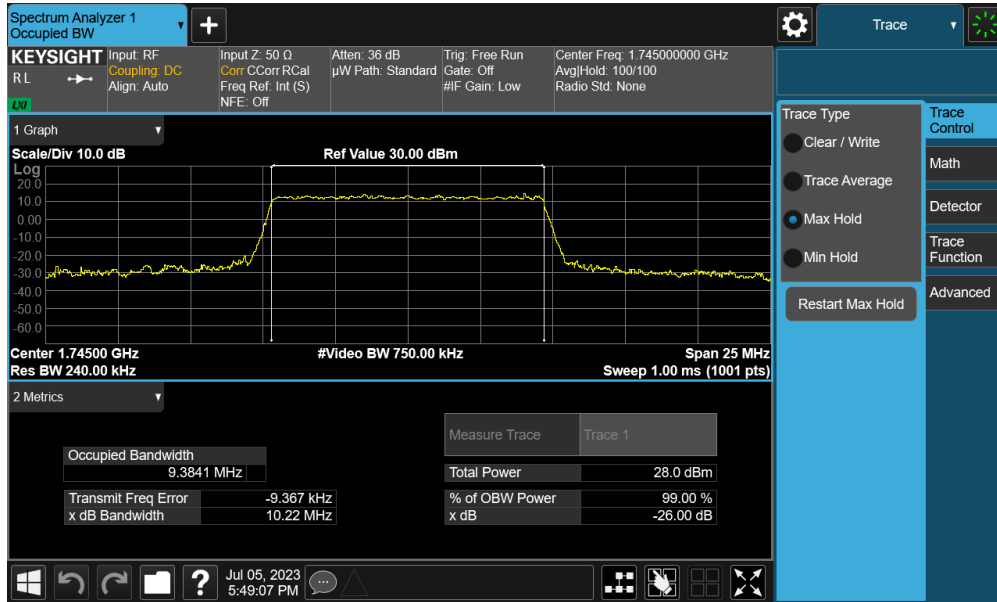 Spectrum Analyzer 1
Occupied BW
+
Trace
KEYSIGHT
R L
LXI
Input: RF
Coupling: DC
Align: Auto
Input Z: 50 Ω
Corr CCorr RCal
Freq Ref: Int (S)
NFE: Off
Atten: 36 dB
µW Path: Standard
Trig: Free Run
Gate: Off
#IF Gain: Low
Center Freq: 1.745000000 GHz
Avg|Hold: 100/100
Radio Std: None
1 Graph
Scale/Div 10.0 dB
Ref Value 30.00 dBm
Log
20.0
10.0
0.00
-10.0
-20.0
-30.0
-40.0
-50.0
-60.0
Center 1.74500 GHz
#Video BW 750.00 kHz
Span 25 MHz
Res BW 240.00 kHz
Sweep 1.00 ms (1001 pts)
2 Metrics
Measure Trace
Trace 1
Occupied Bandwidth
9.3841 MHz
Total Power
28.0 dBm
Transmit Freq Error
-9.367 kHz
% of OBW Power
99.00 %
x dB Bandwidth
10.22 MHz
x dB
-26.00 dB
Trace Type
Clear / Write
Trace Average
Max Hold
Min Hold
Restart Max Hold
Trace
Control
Math
Detector
Trace
Function
Advanced
?
Jul 05, 2023
5:49:07 PM